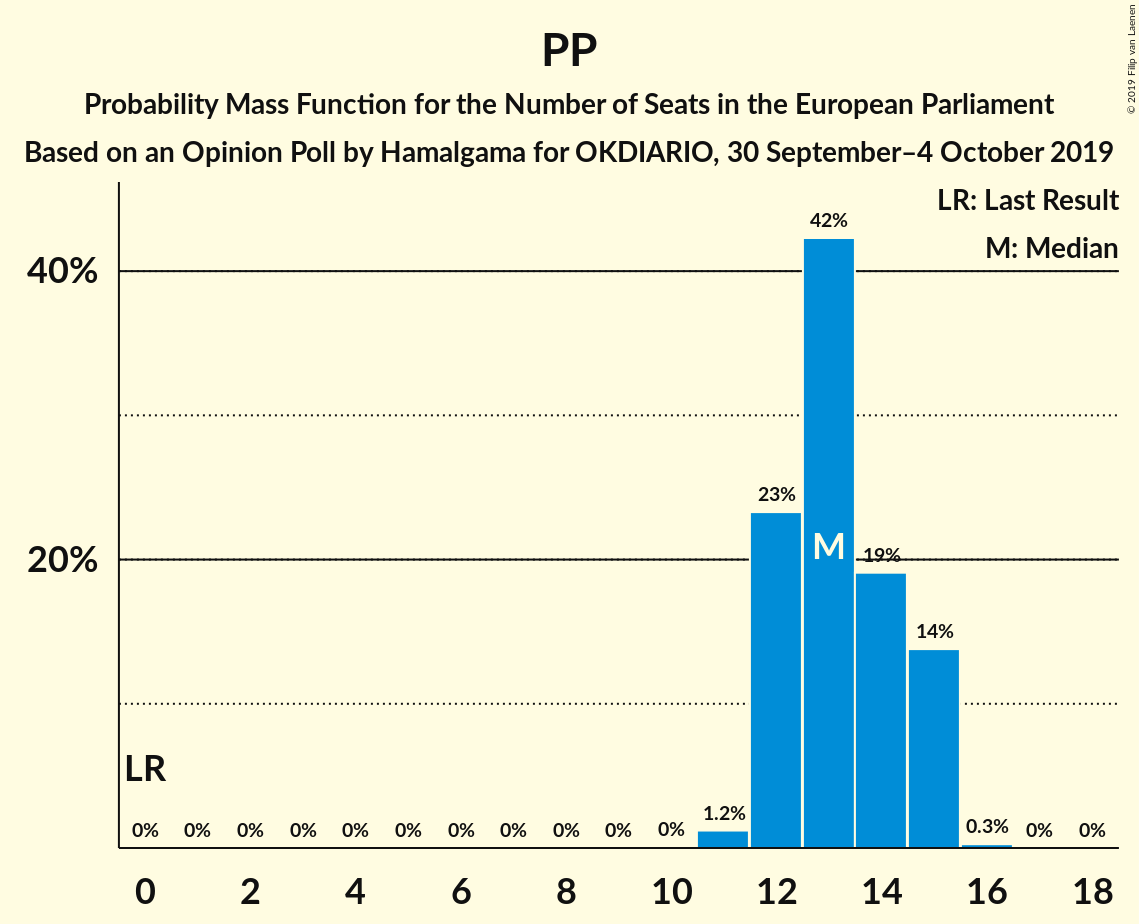 PP
Probability Mass Function for the Number of Seats in the European Parliament
Based on an Opinion Poll by Hamalgama for OKDIARIO, 30 September–4 October 2019
© 2019 Filip van Laenen
LR: Last Result
M: Median
40%
20%
42%
23%
M
19%
14%
LR
0% 0% 0% 0% 0% 0% 0% 0% 0% 0% 0% 1.2% 0.3% 0% 0%
0 2 4 6 8 10 12 14 16 18